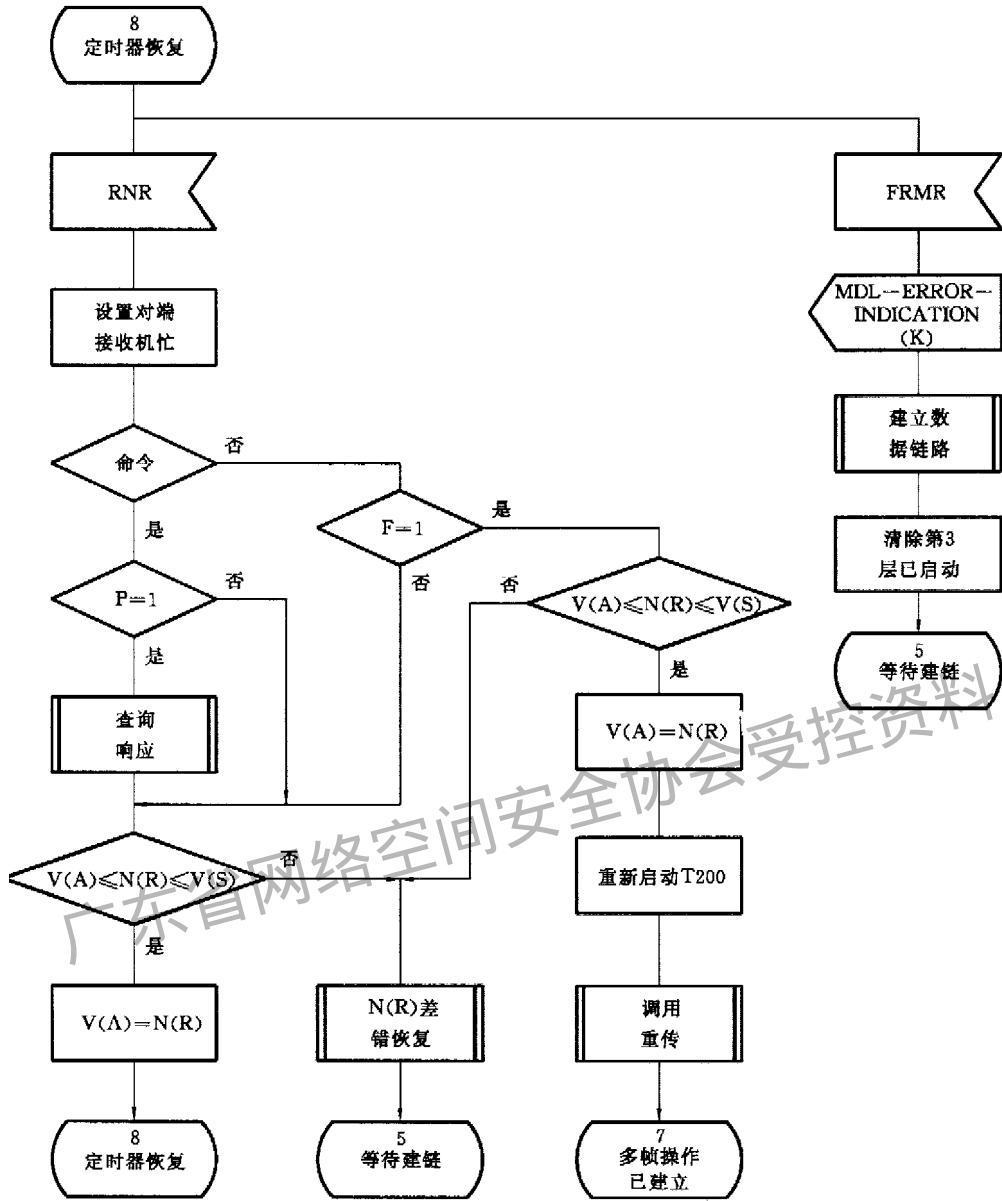 8
定时器恢复
RNR
FRMR
设置对端
接收机忙
MDL-ERROR-
INDICATION
(K)
建立数
据链路
命令
否
是
F=1
是
否
清除第3
层已启动
P=1
否
是
V(A)≤N(R)≤V(S)
否
是
5
等待建链
查询
响应
V(A)=N(R)
V(A)≤N(R)≤V(S)
否
是
重新启动T200
V(A)=N(R)
N(R)差
错恢复
调用
重传
8
定时器恢复
5
等待建链
7
多帧操作
已建立
广东省网络空间安全协会受控资料